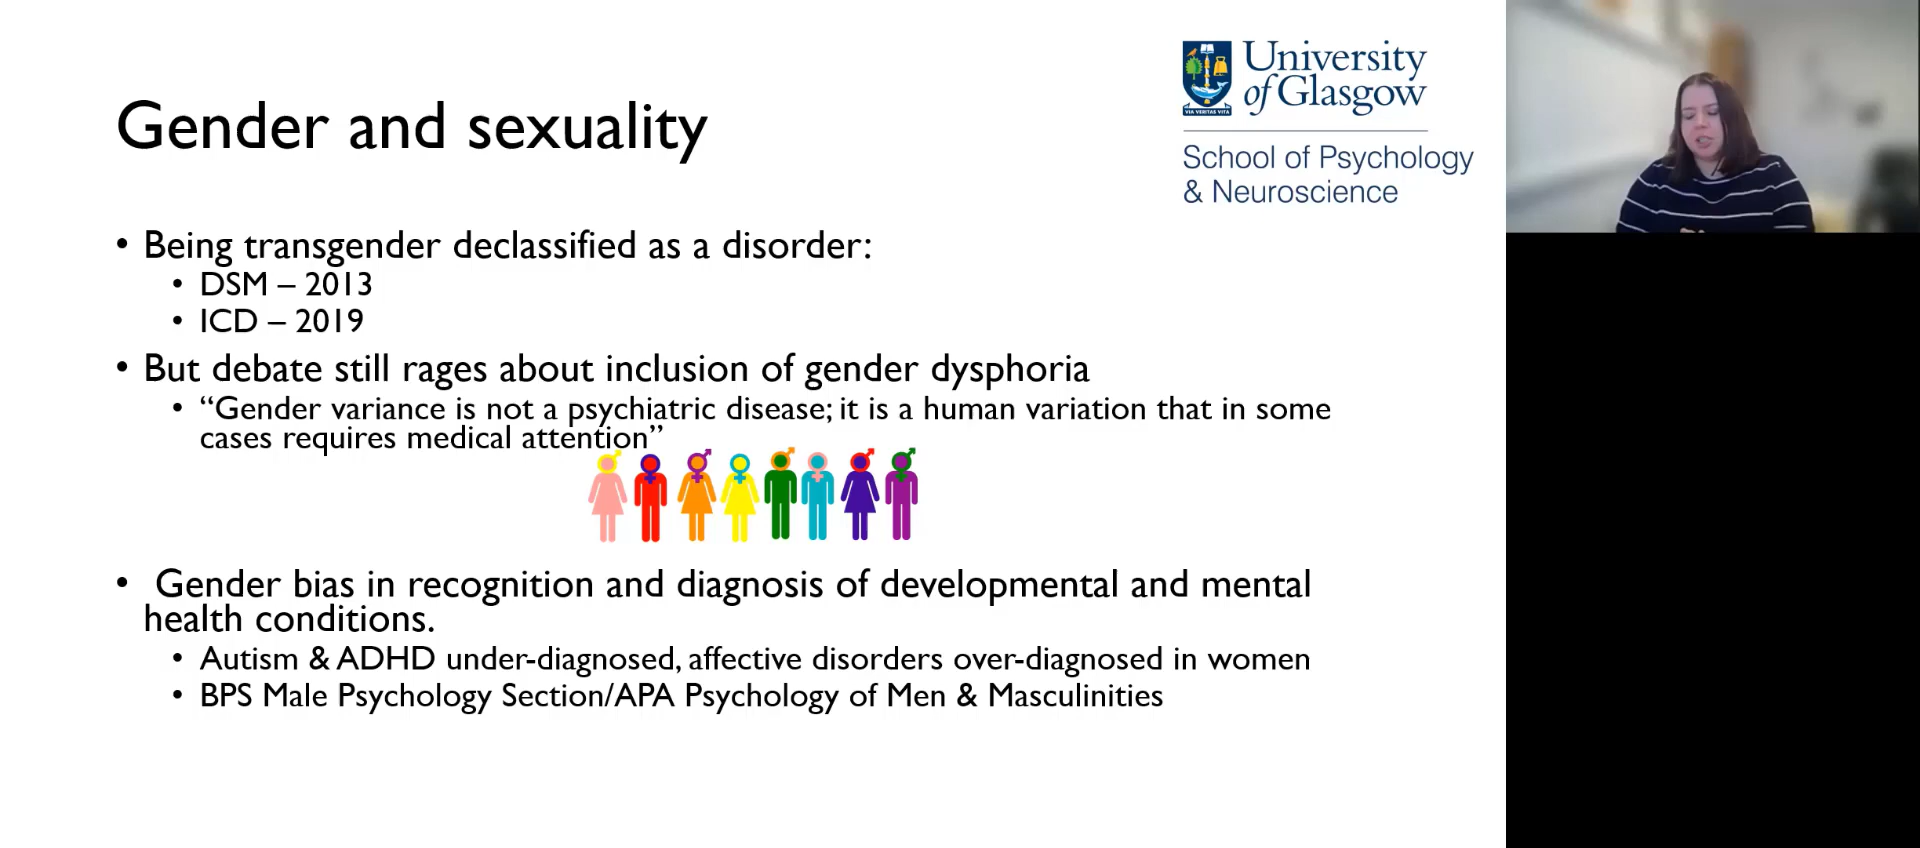 University
of Glasgow
VIA VERITAS VITA
School of Psychology
& Neuroscience
Gender and sexuality
• Being transgender declassified as a disorder:
• DSM – 2013
• ICD – 2019
• But debate still rages about inclusion of gender dysphoria
• “Gender variance is not a psychiatric disease; it is a human variation that in some
cases requires medical attention”
• Gender bias in recognition and diagnosis of developmental and mental
health conditions.
• Autism & ADHD under-diagnosed, affective disorders over-diagnosed in women
• BPS Male Psychology Section/APA Psychology of Men & Masculinities